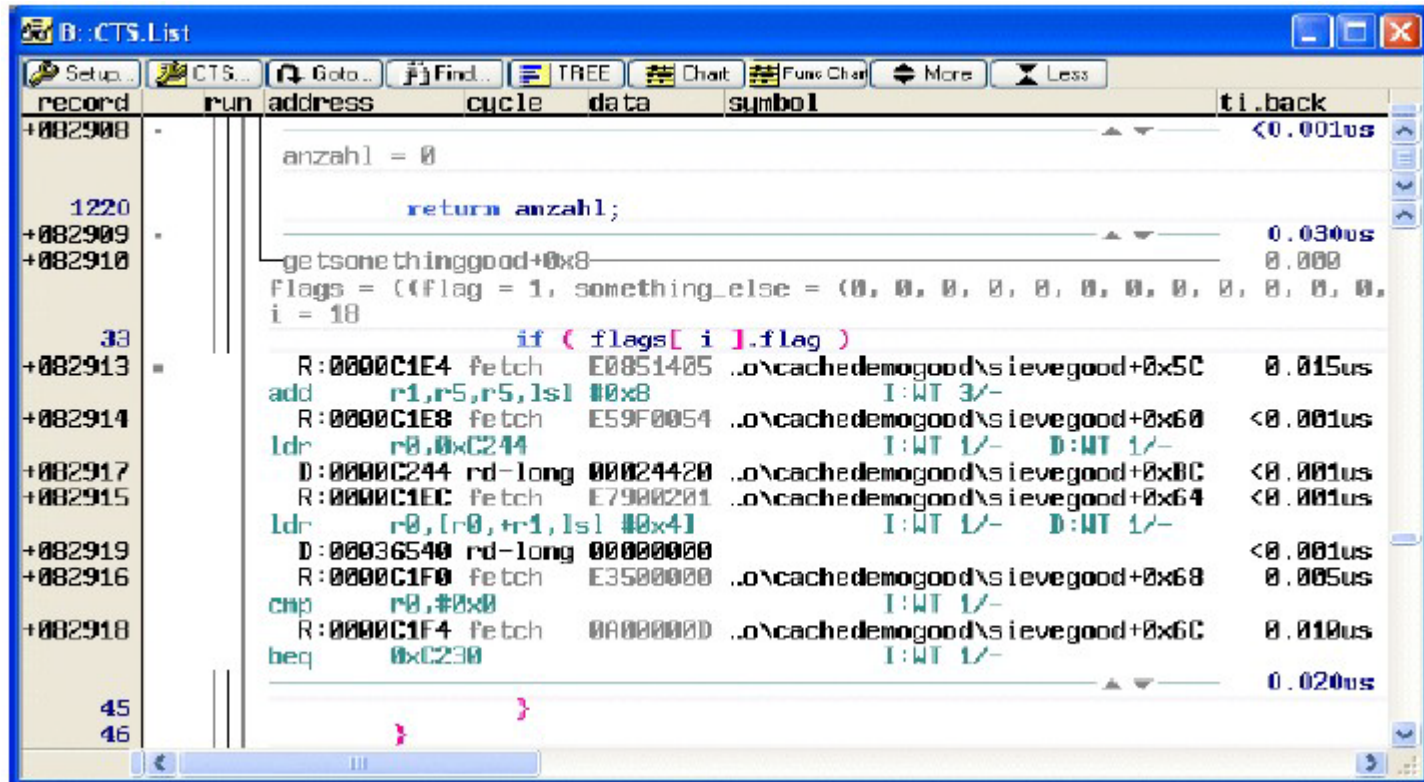 B::CTS.List
Setup... CTS... Goto... Find... TREE Chart Func Chart More Less
record run address cycle data symbol ti.back
+082908 <0.001us
anzahl = 0
1220 return anzahl;
+082909 0.030us
+082910 getsomethinggood+0x8 0.000
flags = ((flag = 1, something_else = (0, 0, 0, 0, 0, 0, 0, 0, 0, 0, 0, 0,
i = 18
33 if ( flags[ i ].flag )
+082913 R:0000C1E4 fetch E0851405 ..o\cachedemogood\sievegood+0x5C 0.015us
add r1,r5,r5,lsl #0x8 I:WT 3/-
+082914 R:0000C1E8 fetch E59F0054 ..o\cachedemogood\sievegood+0x60 <0.001us
ldr r0,0xC244 I:WT 1/- D:WT 1/-
+082917 D:0000C244 rd-long 00024420 ..o\cachedemogood\sievegood+0xBC <0.001us
+082915 R:0000C1EC fetch E7900201 ..o\cachedemogood\sievegood+0x64 <0.001us
ldr r0,[r0,+r1,lsl #0x4] I:WT 1/- D:WT 1/-
+082919 D:00036540 rd-long 00000000 <0.001us
+082916 R:0000C1F0 fetch E3500000 ..o\cachedemogood\sievegood+0x68 0.005us
cmp r0,#0x0 I:WT 1/-
+082918 R:0000C1F4 fetch 0A00000D ..o\cachedemogood\sievegood+0x6C 0.010us
beq 0xC230 I:WT 1/-
0.020us
45 }
46 }